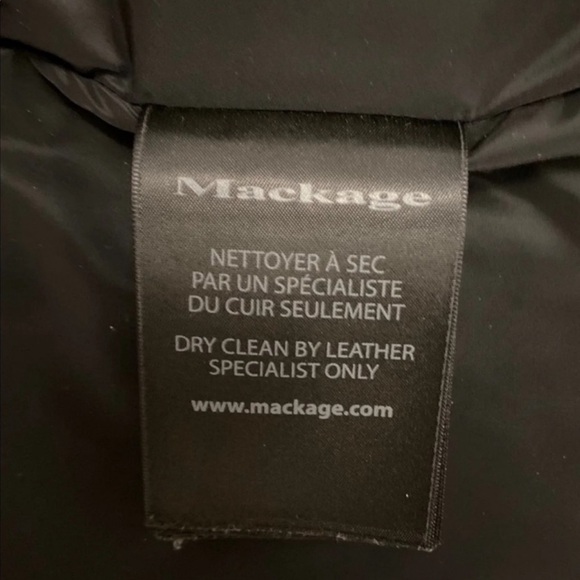 Mackage
NETTOYER À SEC
PAR UN SPÉCIALISTE
DU CUIR SEULEMENT
DRY CLEAN BY LEATHER
SPECIALIST ONLY
www.mackage.com